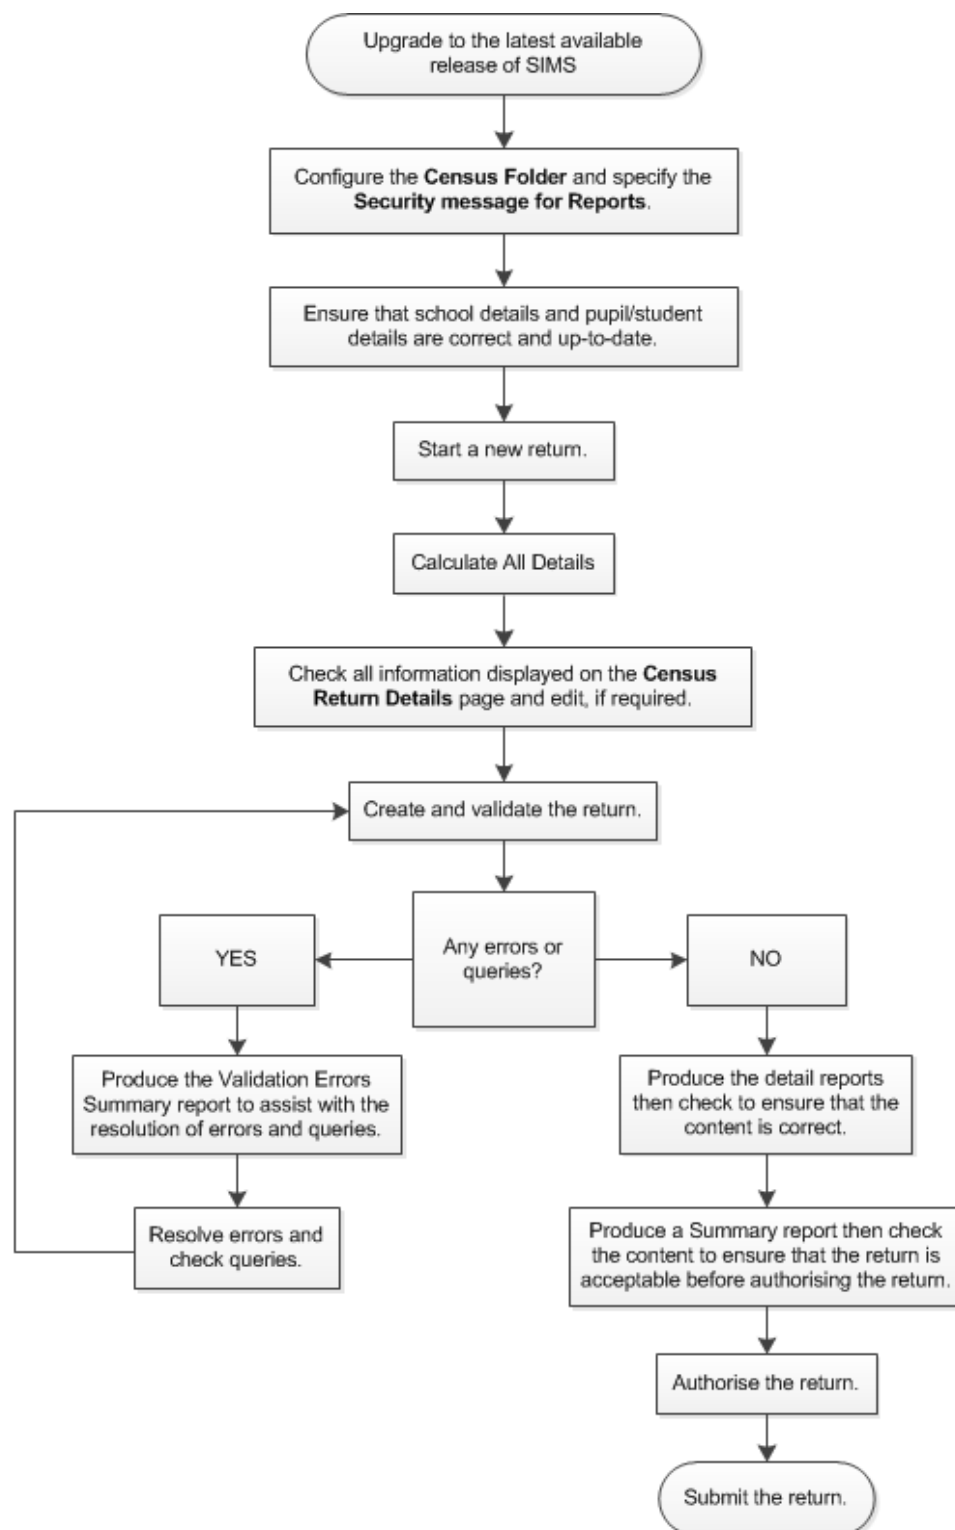 Upgrade to the latest available
release of SIMS
Configure the Census Folder and specify the
Security message for Reports.
Ensure that school details and pupil/student
details are correct and up-to-date.
Start a new return.
Calculate All Details
Check all information displayed on the Census
Return Details page and edit, if required.
Create and validate the return.
Any errors or
queries?
YES
NO
Produce the Validation Errors
Summary report to assist with the
resolution of errors and queries.
Resolve errors and
check queries.
Produce the detail reports
then check to ensure that the
content is correct.
Produce a Summary report then check
the content to ensure that the return is
acceptable before authorising the return.
Authorise the return.
Submit the return.